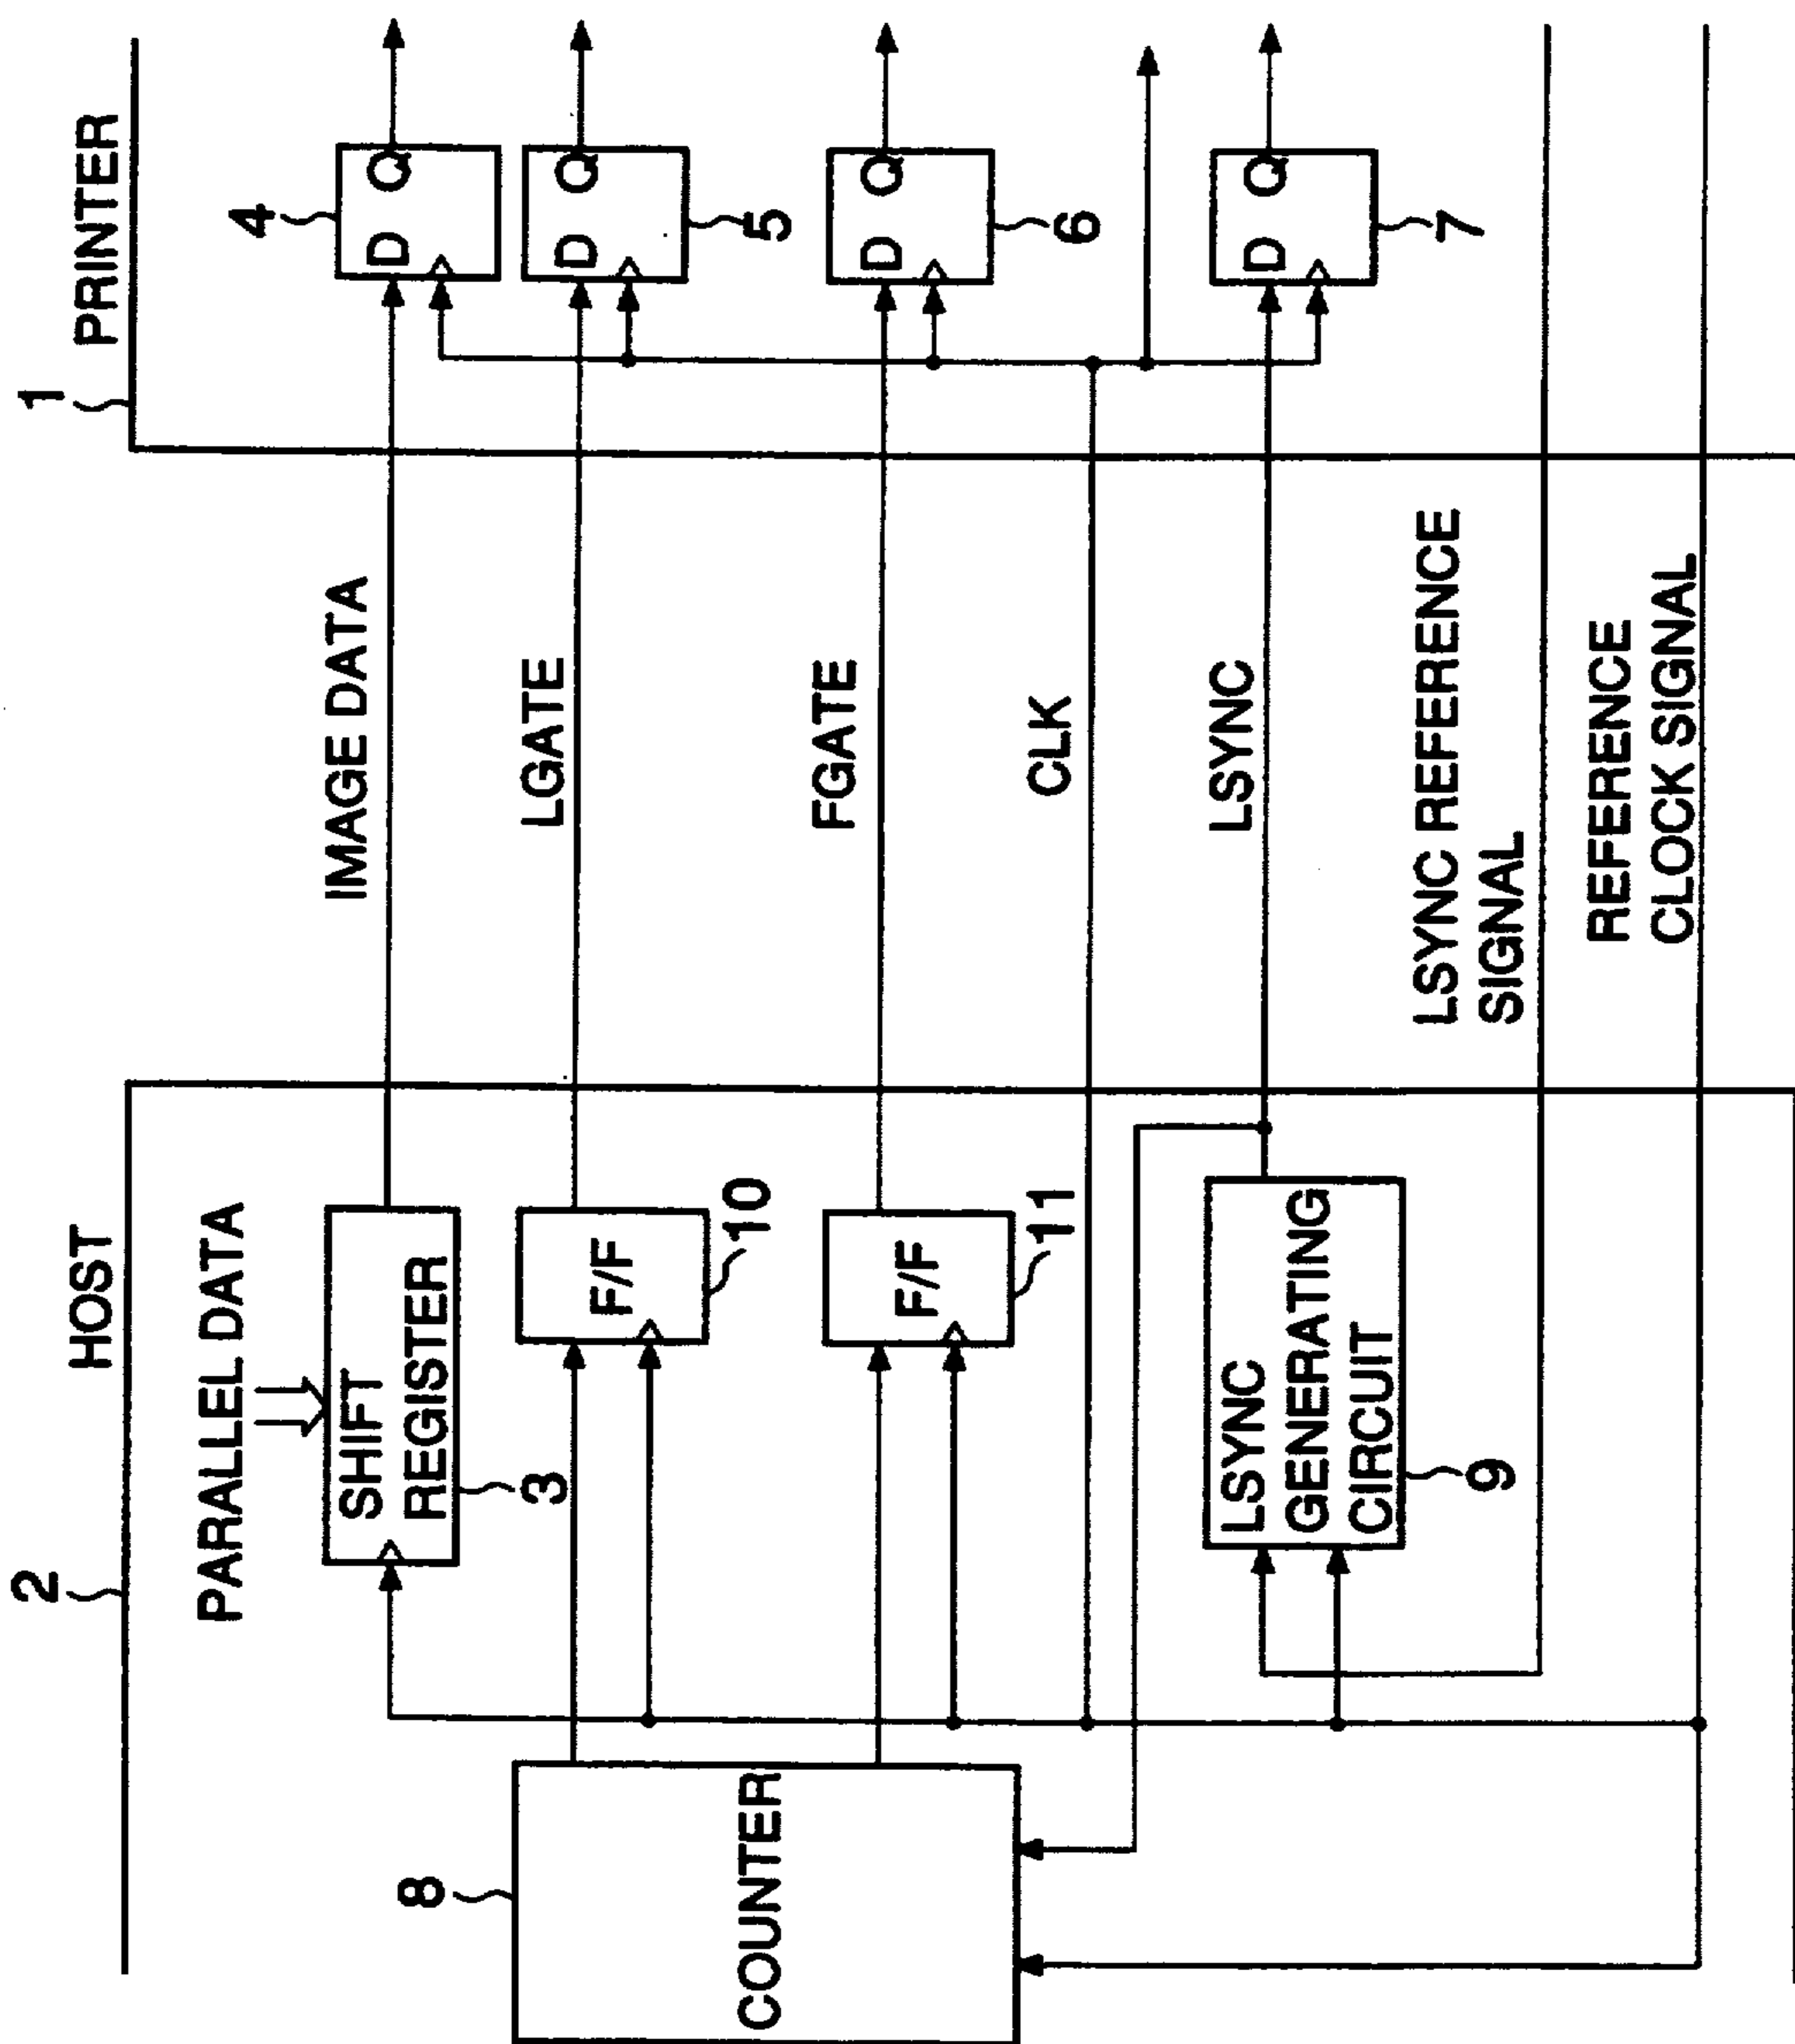 HOST
2
PARALLEL DATA
SHIFT
REGISTER
3
F/F
10
F/F
11
8
COUNTER
LSYNC
GENERATING
CIRCUIT
9
IMAGE DATA
LGATE
FGATE
CLK
LSYNC
LSYNC REFERENCE
SIGNAL
REFERENCE
CLOCK SIGNAL
PRINTER
1
4
D Q
D Q
5
D Q
6
D Q
7